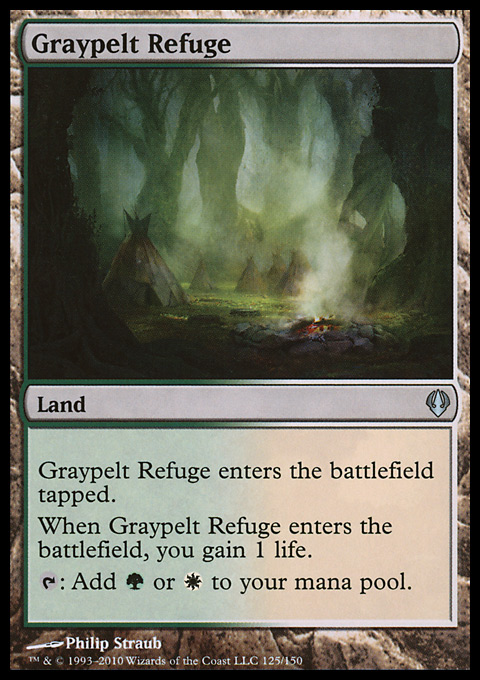 Graypelt Refuge
Land
Graypelt Refuge enters the battlefield
tapped.
When Graypelt Refuge enters the
battlefield, you gain 1 life.
: Add or to your mana pool.
Philip Straub
™ & © 1993–2010 Wizards of the Coast LLC 125/150